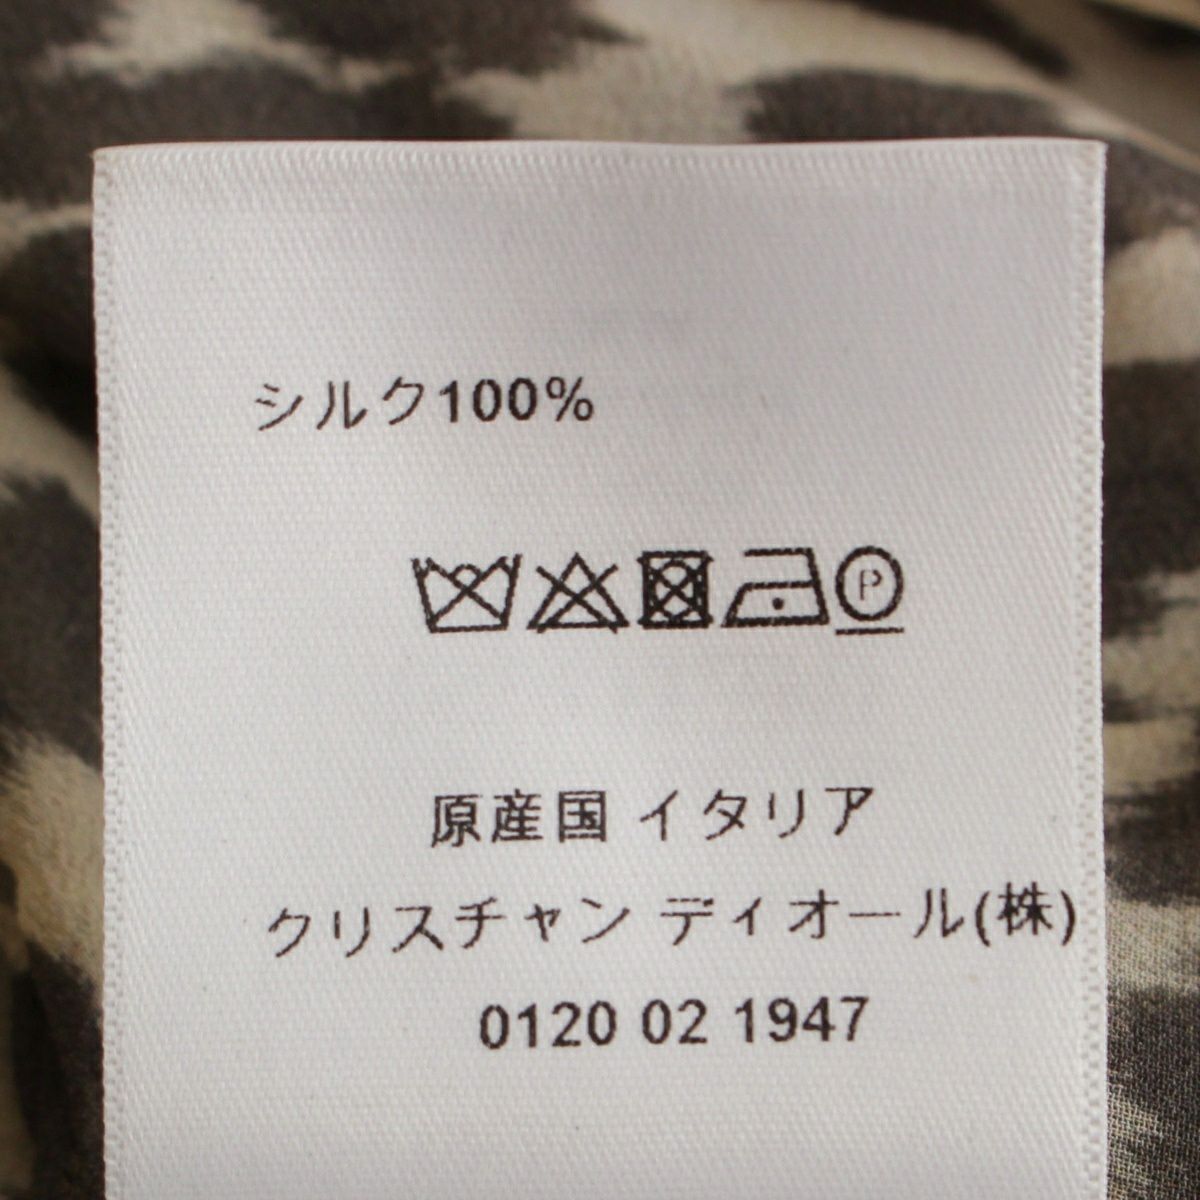 シルク100%
P
原産国 イタリア
クリスチャン ディオール(株)
0120 02 1947